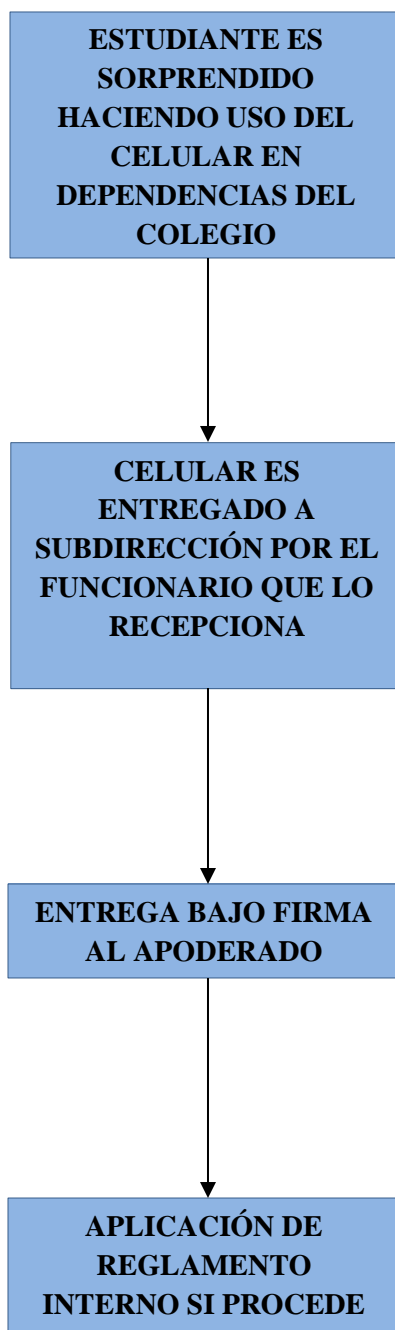 ESTUDIANTE ES
SORPRENDIDO
HACIENDO USO DEL
CELULAR EN
DEPENDENCIAS DEL
COLEGIO
CELULAR ES
ENTREGADO A
SUBDIRECCIÓN POR EL
FUNCIONARIO QUE LO
RECEPCIONA
ENTREGA BAJO FIRMA
AL APODERADO
APLICACIÓN DE
REGLAMENTO
INTERNO SI PROCEDE